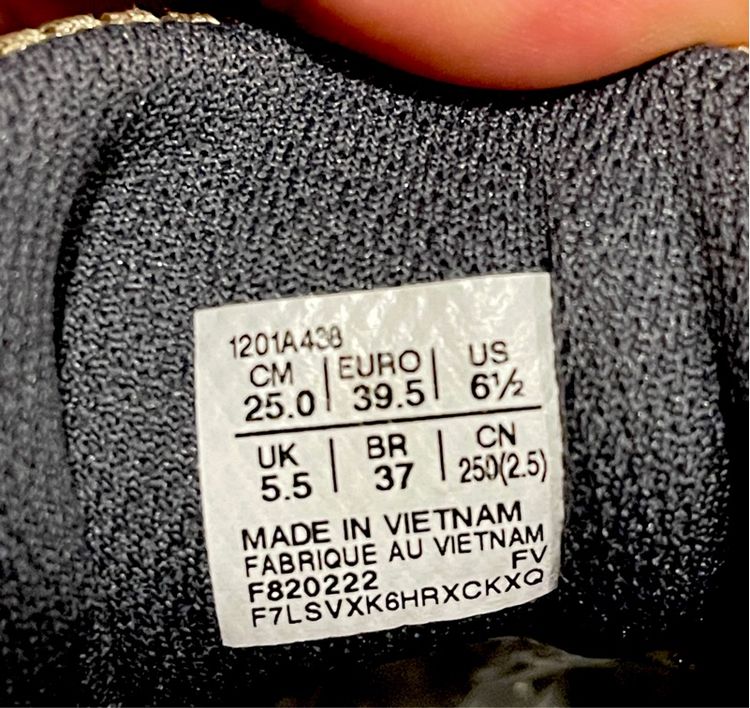 1201A438
CM | EURO | US
25.0 | 39.5 | 6½
UK | BR | CN
5.5 | 37 | 250(2.5)
MADE IN VIETNAM
FABRIQUE AU VIETNAM
F820222 FV
F7LSVXK6HRXCKXQ